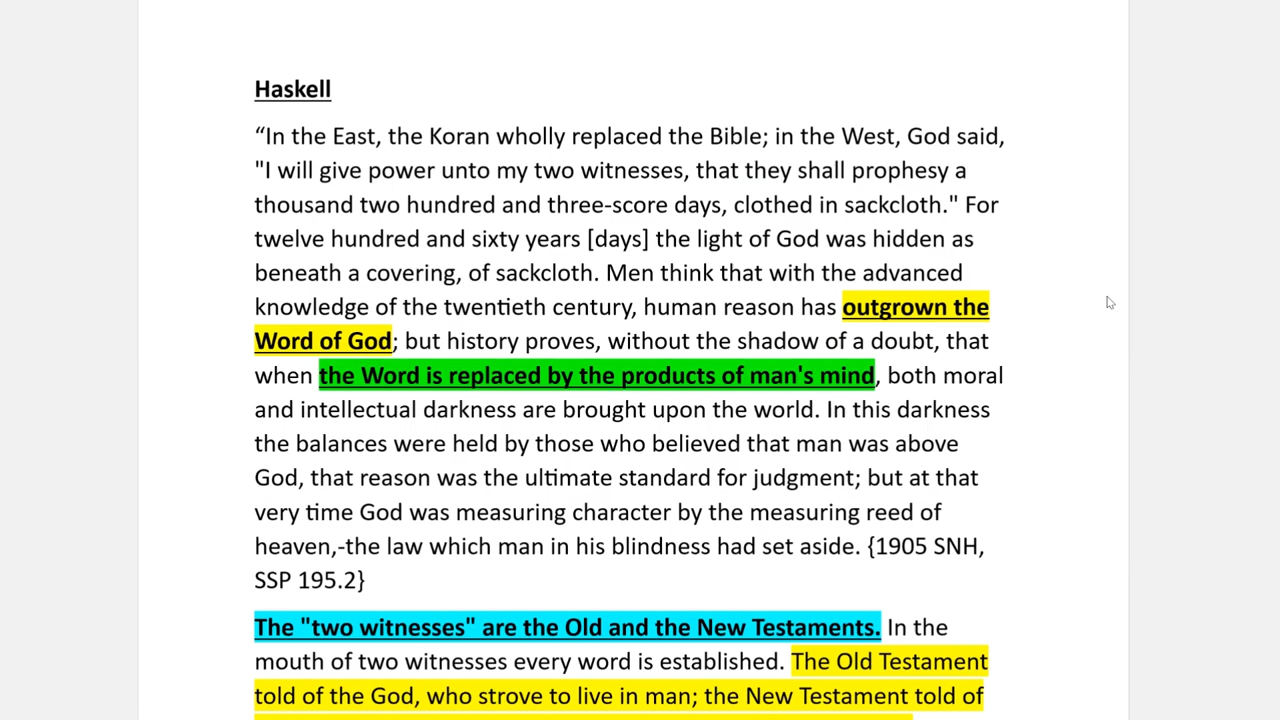 Haskell
“In the East, the Koran wholly replaced the Bible; in the West, God said,
"I will give power unto my two witnesses, that they shall prophesy a
thousand two hundred and three-score days, clothed in sackcloth." For
twelve hundred and sixty years [days] the light of God was hidden as
beneath a covering, of sackcloth. Men think that with the advanced
knowledge of the twentieth century, human reason has outgrown the
Word of God; but history proves, without the shadow of a doubt, that
when the Word is replaced by the products of man's mind, both moral
and intellectual darkness are brought upon the world. In this darkness
the balances were held by those who believed that man was above
God, that reason was the ultimate standard for judgment; but at that
very time God was measuring character by the measuring reed of
heaven,-the law which man in his blindness had set aside. {1905 SNH,
SSP 195.2}
The "two witnesses" are the Old and the New Testaments. In the
mouth of two witnesses every word is established. The Old Testament
told of the God, who strove to live in man; the New Testament told of